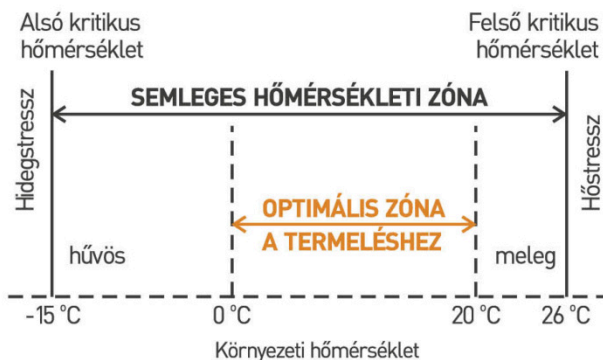 Alsó kritikus
hőmérséklet
Felső kritikus
hőmérséklet
SEMLEGES HŐMÉRSÉKLETI ZÓNA
Hidegstressz
Hőstressz
OPTIMÁLIS ZÓNA
A TERMELÉSHEZ
hűvös
meleg
-15 °C
0 °C
20 °C
26 °C
Környezeti hőmérséklet